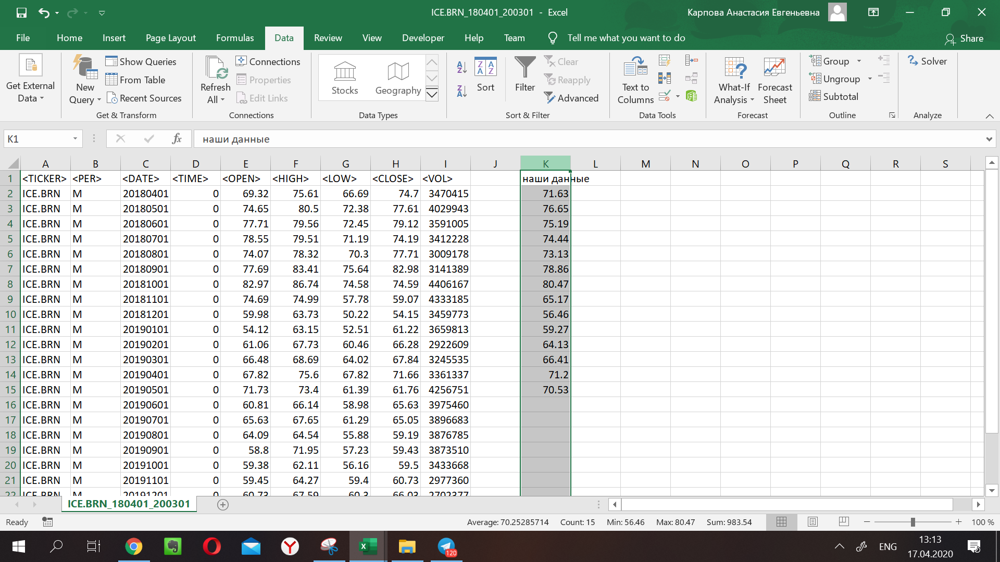 ICE.BRN_180401_200301 - Excel
Карпова Анастасия Евгеньевна
File Home Insert Page Layout Formulas Data Review View Developer Help Team Tell me what you want to do Share
Get External Data
New Query
Show Queries
From Table
Recent Sources
Get & Transform
Refresh All
Connections
Properties
Edit Links
Connections
Stocks
Geography
Data Types
Sort
Filter
Clear
Reapply
Advanced
Sort & Filter
Text to Columns
Data Tools
What-If Analysis
Forecast Sheet
Forecast
Group
Ungroup
Subtotal
Outline
Solver
Analyze
K1 fx наши данные
A B C D E F G H I J K L M N O P Q R S
1 <TICKER> <PER> <DATE> <TIME> <OPEN> <HIGH> <LOW> <CLOSE> <VOL> наши данные
2 ICE.BRN M 20180401 0 69.32 75.61 66.69 74.7 3470415 71.63
3 ICE.BRN M 20180501 0 74.65 80.5 72.38 77.61 4029943 76.65
4 ICE.BRN M 20180601 0 77.71 79.56 72.45 79.12 3591005 75.19
5 ICE.BRN M 20180701 0 78.55 79.51 71.19 74.19 3412228 74.44
6 ICE.BRN M 20180801 0 74.07 78.32 70.3 77.71 3009178 73.13
7 ICE.BRN M 20180901 0 77.69 83.41 75.64 82.98 3141389 78.86
8 ICE.BRN M 20181001 0 82.97 86.74 74.58 74.59 4406167 80.47
9 ICE.BRN M 20181101 0 74.69 74.99 57.78 59.07 4333185 65.17
10 ICE.BRN M 20181201 0 59.98 63.73 50.22 54.15 3459773 56.46
11 ICE.BRN M 20190101 0 54.12 63.15 52.51 61.22 3659813 59.27
12 ICE.BRN M 20190201 0 61.06 67.73 60.46 66.28 2922609 64.13
13 ICE.BRN M 20190301 0 66.48 68.69 64.02 67.84 3245535 66.41
14 ICE.BRN M 20190401 0 67.82 75.6 67.82 71.66 3361337 71.2
15 ICE.BRN M 20190501 0 71.73 73.4 61.39 61.76 4256751 70.53
16 ICE.BRN M 20190601 0 60.81 66.14 58.98 65.63 3975460
17 ICE.BRN M 20190701 0 65.63 67.65 61.29 65.05 3896683
18 ICE.BRN M 20190801 0 64.09 64.54 55.88 59.19 3876785
19 ICE.BRN M 20190901 0 58.8 71.95 57.23 59.43 3873510
20 ICE.BRN M 20191001 0 59.38 62.11 56.16 59.5 3433668
21 ICE.BRN M 20191101 0 59.45 64.27 59.4 60.73 2977360
22 ICE.BRN M 20191201 0 60.73 67.59 60.3 66.03 2702377
ICE.BRN_180401_200301
Ready Average: 70.25285714 Count: 15 Min: 56.46 Max: 80.47 Sum: 983.54 100 %
120 ENG 13:13
17.04.2020